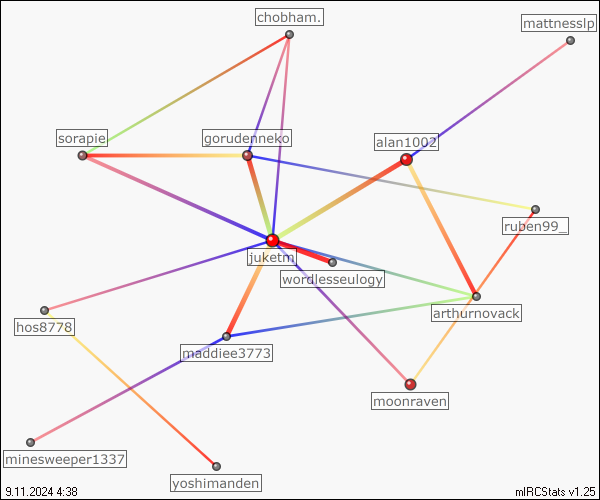 chobham.
mattnesslp
sorapie
gorudenneko
alan1002
ruben99_
juketm
wordlesseulogy
arthurnovack
hos8778
maddiee3773
moonraven
minesweeper1337
yoshimanden
9.11.2024 4:38
mIRCStats v1.25